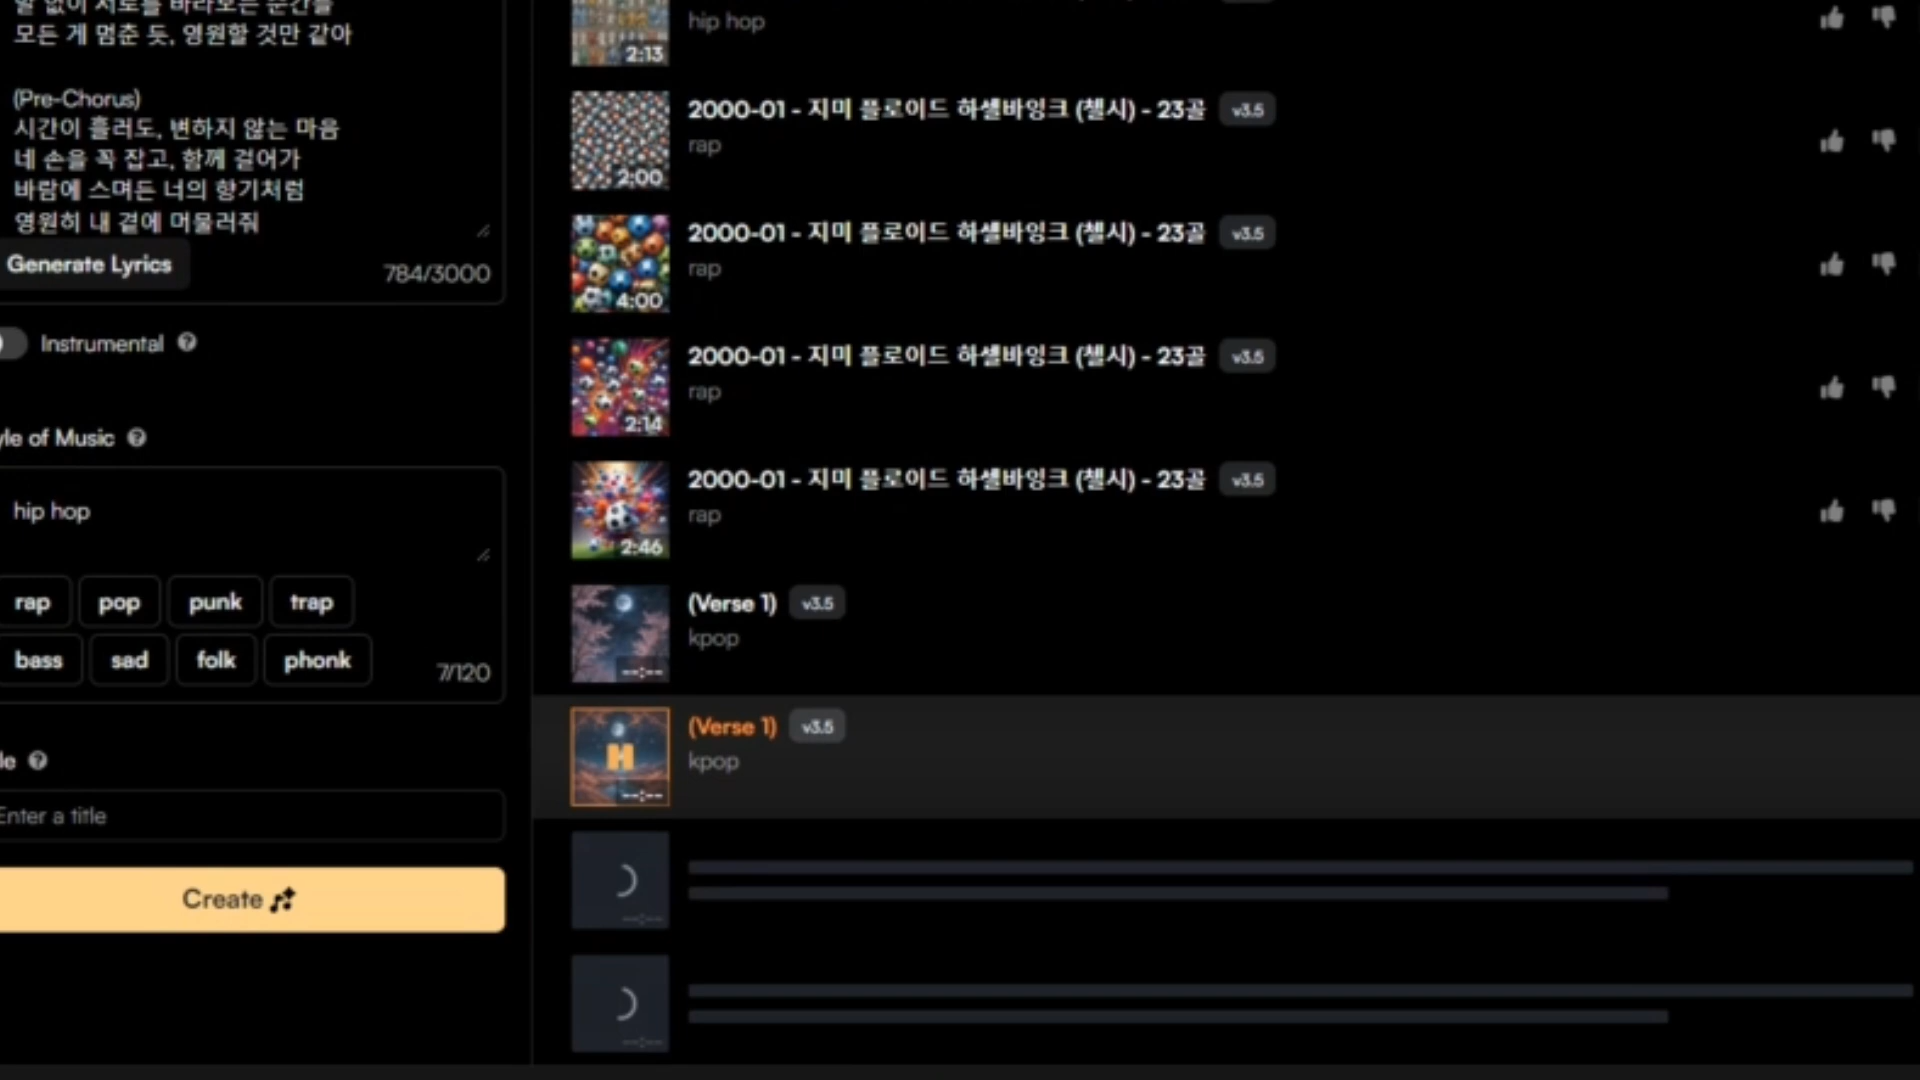 모든 게 멈춘 듯, 영원할 것만 같아
(Pre-Chorus)
시간이 흘러도, 변하지 않는 마음
네 손을 꼭 잡고, 함께 걸어가
바람에 스며든 너의 향기처럼
영원히 내 곁에 머물러줘
Generate Lyrics
784/3000
Instrumental
yle of Music
hip hop
rap
pop
punk
trap
bass
sad
folk
phonk
7/120
le
Enter a title
Create
hip hop
2:13
2000-01 - 지미 플로이드 하셀바잉크 (첼시) - 23골 v3.5
rap
2:00
2000-01 - 지미 플로이드 하셀바잉크 (첼시) - 23골 v3.5
rap
4:00
2000-01 - 지미 플로이드 하셀바잉크 (첼시) - 23골 v3.5
rap
2:14
2000-01 - 지미 플로이드 하셀바잉크 (첼시) - 23골 v3.5
rap
2:46
(Verse 1) v3.5
kpop
--:--
(Verse 1) v3.5
kpop
--:--
--:--
--:--